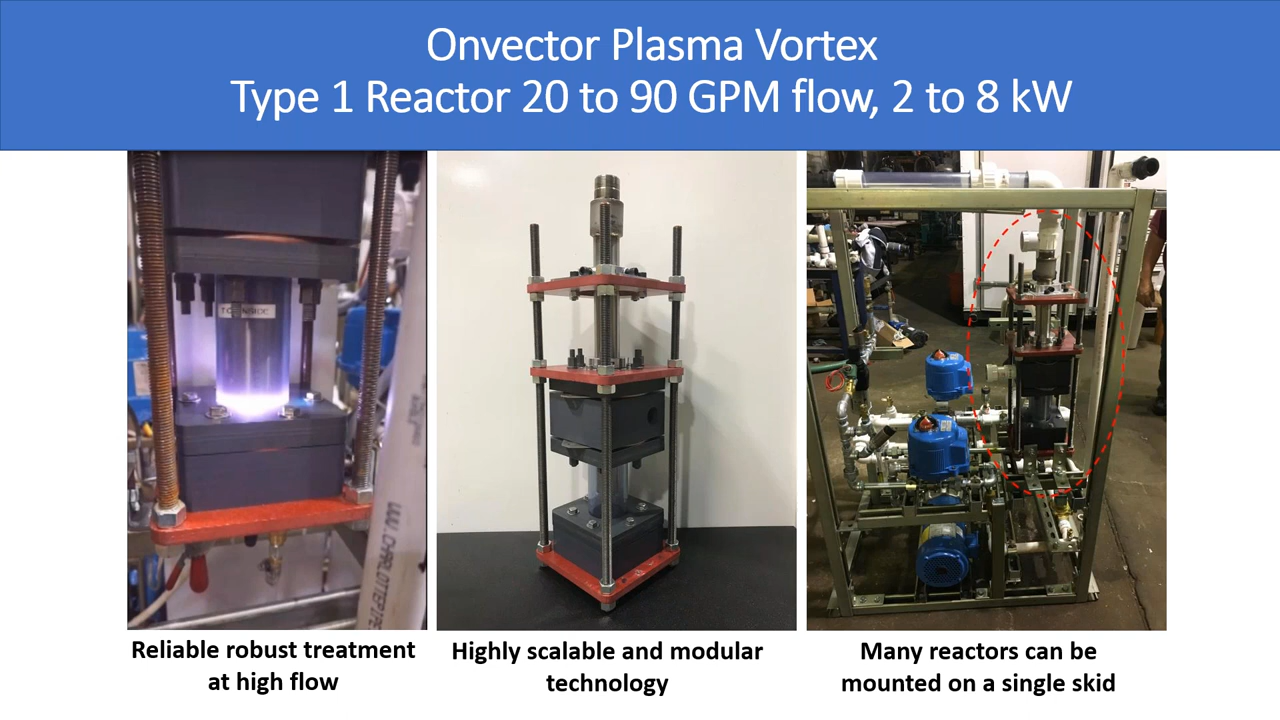 Onvector Plasma Vortex
Type 1 Reactor 20 to 90 GPM flow, 2 to 8 kW
Reliable robust treatment
at high flow
Highly scalable and modular
technology
Many reactors can be
mounted on a single skid